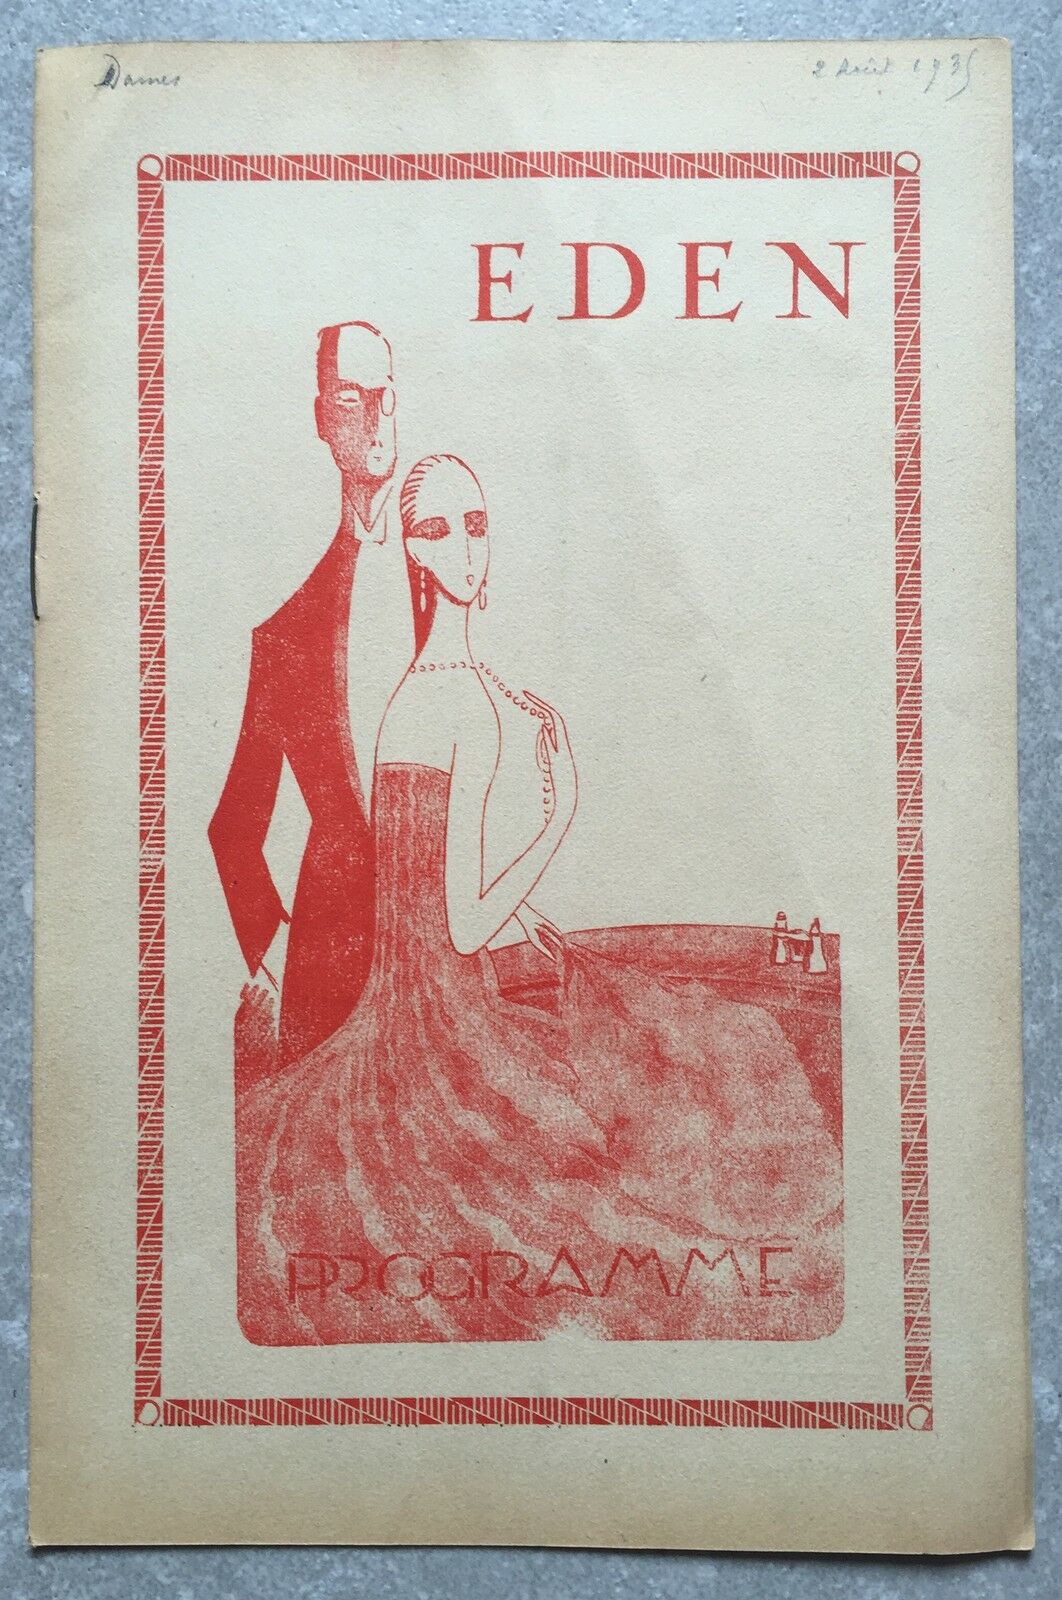 Dames
2 Août 1935
EDEN
PROGRAMME